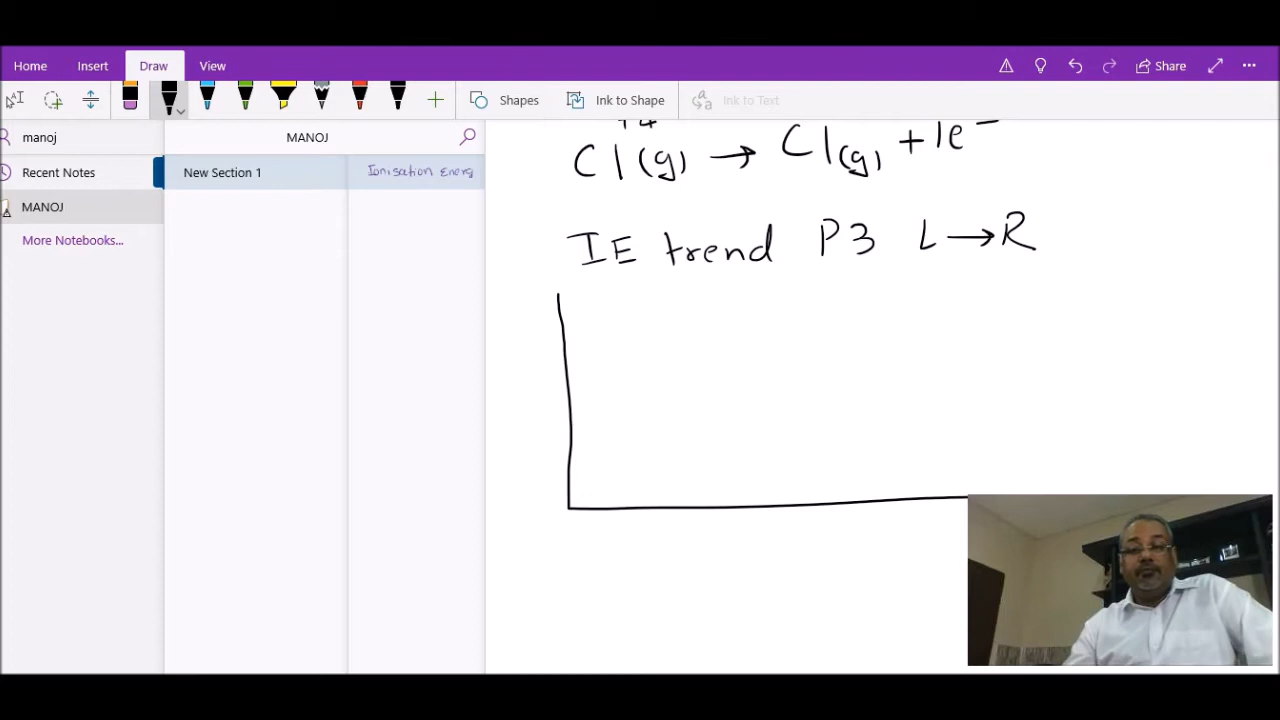 Home Insert Draw View Share
Shapes Ink to Shape Ink to Text
manoj
MANOJ
Recent Notes
New Section 1
Ionisation Energ
MANOJ
More Notebooks...
Cl(g) → Cl(g) + 1e⁻
IE trend P3 L → R